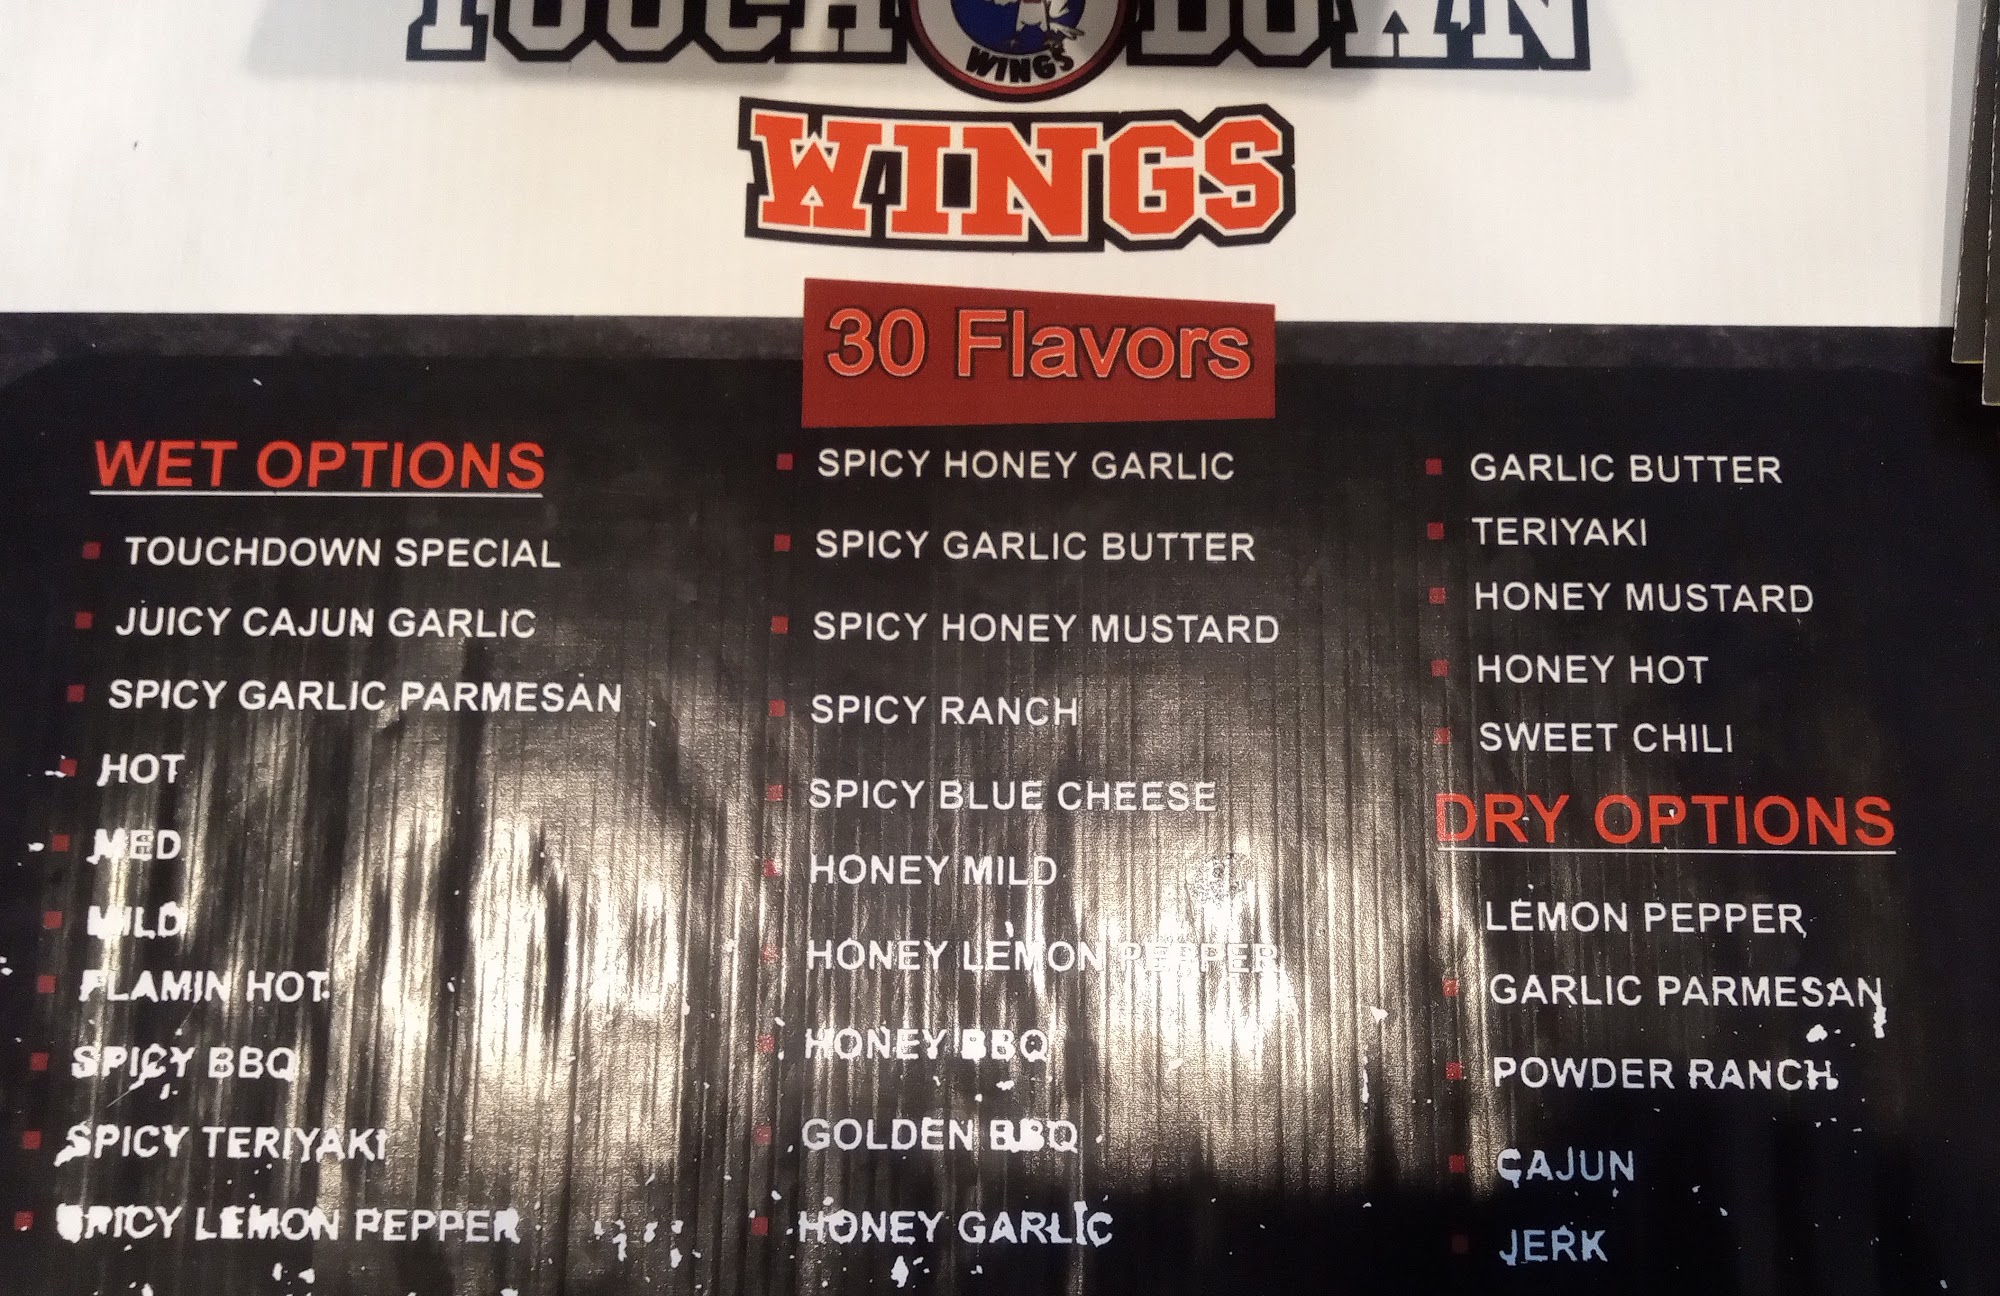 TOUCHDOWN
WINGS
WINGS
30 Flavors
WET OPTIONS
TOUCHDOWN SPECIAL
JUICY CAJUN GARLIC
SPICY GARLIC PARMESAN
HOT
MED
MILD
FLAMIN HOT
SPICY BBQ
SPICY TERIYAKI
SPICY LEMON PEPPER
SPICY HONEY GARLIC
SPICY GARLIC BUTTER
SPICY HONEY MUSTARD
SPICY RANCH
SPICY BLUE CHEESE
HONEY MILD
HONEY LEMON PEPPER
HONEY BBQ
GOLDEN BBQ
HONEY GARLIC
GARLIC BUTTER
TERIYAKI
HONEY MUSTARD
HONEY HOT
SWEET CHILI
DRY OPTIONS
LEMON PEPPER
GARLIC PARMESAN
POWDER RANCH
CAJUN
JERK